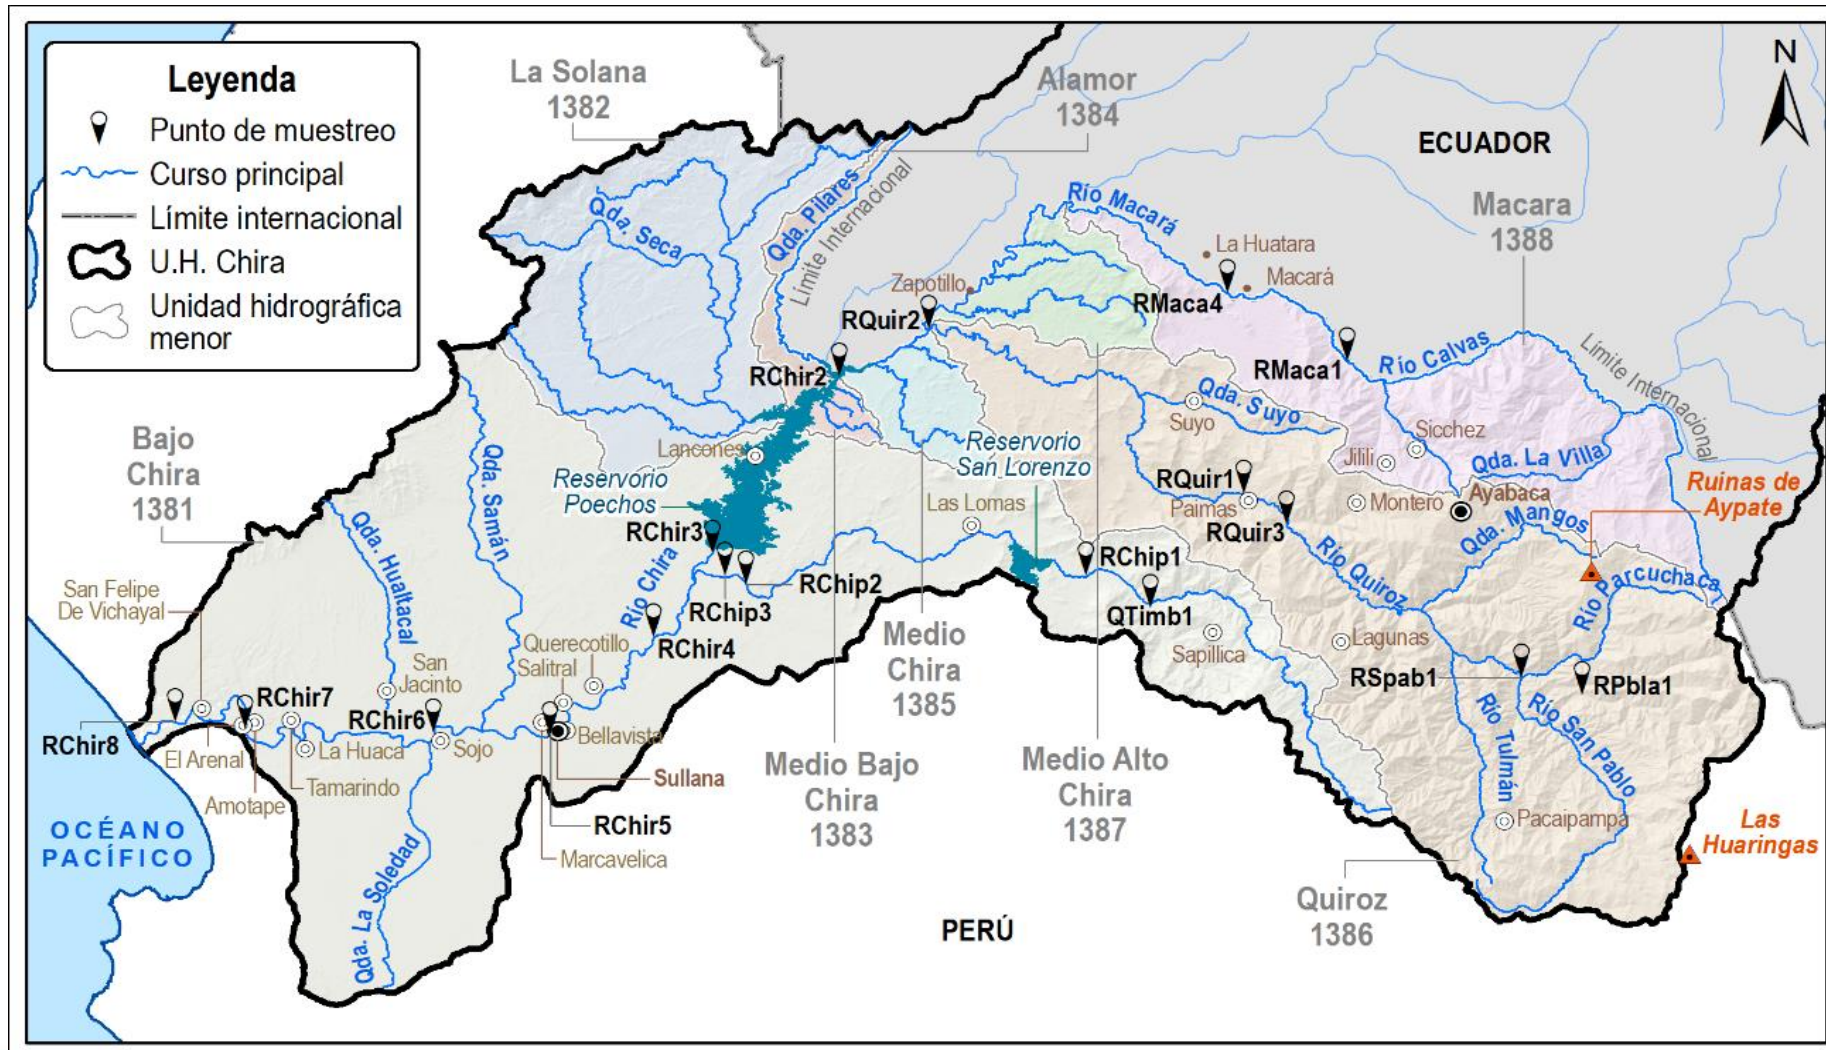 Leyenda
Punto de muestreo
Curso principal
Límite internacional
U.H. Chira
Unidad hidrográfica
menor
La Solana
1382
Alamor
1384
ECUADOR
N
Macara
1388
Río Macará
La Huatara
Macará
Qda. Seca
Qda. Pilares
Límite Internacional
Zapotillo
RMaca4
RQuir2
RChir2
RMaca1
Río Calvas
Límite Internacional
Qda. Suyo
Suyo
Sicchez
Jilili
Qda. La Villa
Bajo
Chira
1381
Qda. Samán
Lancones
Reservorio
Poechos
Reservorio
San Lorenzo
Las Lomas
RQuir1
Paimas
RQuir3
Montero
Ayabaca
Qda. Mangos
Ruinas de
Aypate
Qda. Hualtacal
RChir3
Río Chira
RChip3
RChip2
RChip1
QTimb1
Río Quiroz
Río Parcuchaca
San Felipe
De Vichayal
Querecotillo
Salitral
RChir4
Medio
Chira
1385
Sapillica
Lagunas
RSpab1
RPbla1
San
Jacinto
RChir7
RChir6
RChir8
El Arenal
La Huaca
Sojo
Bellavista
Tamarindo
Amotape
Sullana
RChir5
Marcavelica
Medio Bajo
Chira
1383
Medio Alto
Chira
1387
Río Tulmán
Río San Pablo
Pacaipampa
Las
Huaringas
OCÉANO
PACÍFICO
Qda. La Soledad
Quiroz
1386
PERÚ